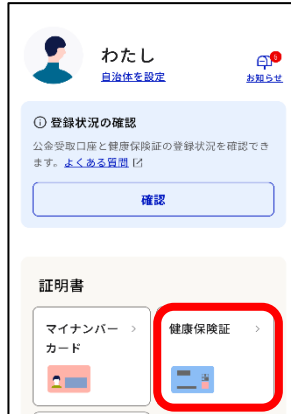 わたし
自治体を設定
お知らせ
登録状況の確認
公金受取口座と健康保険証の登録状況を確認でき
ます。よくある質問
確認
証明書
マイナンバー
カード
健康保険証